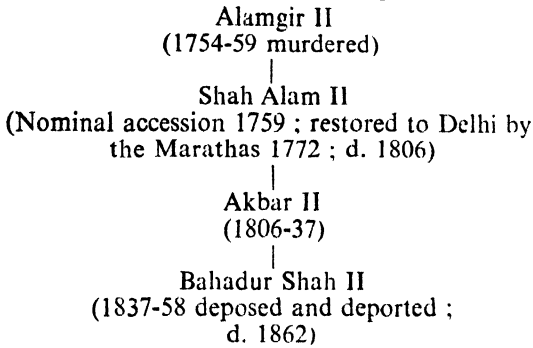 Alamgir II
(1754-59 murdered)
Shah Alam II
(Nominal accession 1759 ; restored to Delhi by
the Marathas 1772 ; d. 1806)
Akbar II
(1806-37)
Bahadur Shah II
(1837-58 deposed and deported ;
d. 1862)